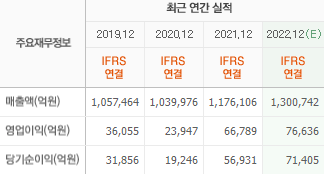 주요재무정보 최근 연간 실적
2019.12 2020.12 2021.12 2022.12(E)
IFRS IFRS IFRS IFRS
연결 연결 연결 연결
매출액(억원) 1,057,464 1,039,976 1,176,106 1,300,742
영업이익(억원) 36,055 23,947 66,789 76,636
당기순이익(억원) 31,856 19,246 56,931 71,405